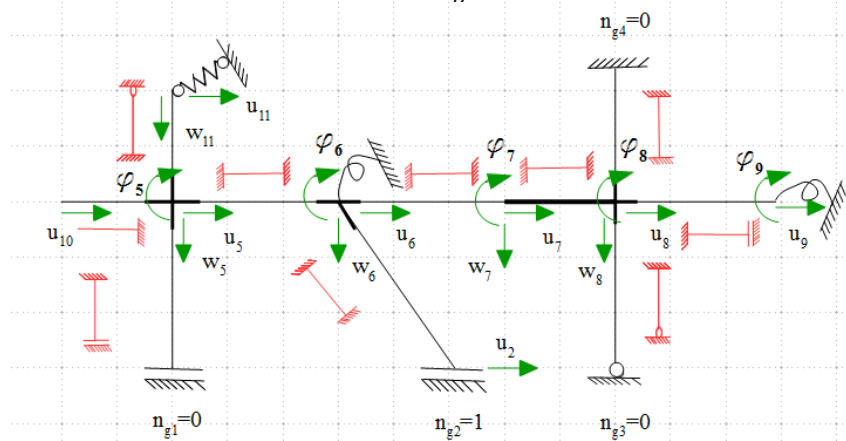 n_g4=0
u_11
w_11
φ_5
φ_6
φ_7
φ_8
φ_9
u_10
u_5
u_6
u_7
u_8
u_9
w_5
w_6
w_7
w_8
u_2
n_g1=0
n_g2=1
n_g3=0